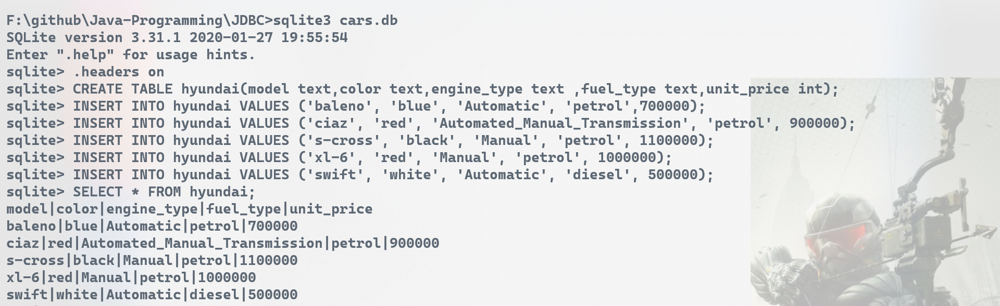 F:\github\Java-Programming\JDBC>sqlite3 cars.db
SQLite version 3.31.1 2020-01-27 19:55:54
Enter ".help" for usage hints.
sqlite> .headers on
sqlite> CREATE TABLE hyundai(model text,color text,engine_type text ,fuel_type text,unit_price int);
sqlite> INSERT INTO hyundai VALUES ('baleno', 'blue', 'Automatic', 'petrol',700000);
sqlite> INSERT INTO hyundai VALUES ('ciaz', 'red', 'Automated_Manual_Transmission', 'petrol', 900000);
sqlite> INSERT INTO hyundai VALUES ('s-cross', 'black', 'Manual', 'petrol', 1100000);
sqlite> INSERT INTO hyundai VALUES ('xl-6', 'red', 'Manual', 'petrol', 1000000);
sqlite> INSERT INTO hyundai VALUES ('swift', 'white', 'Automatic', 'diesel', 500000);
sqlite> SELECT * FROM hyundai;
model|color|engine_type|fuel_type|unit_price
baleno|blue|Automatic|petrol|700000
ciaz|red|Automated_Manual_Transmission|petrol|900000
s-cross|black|Manual|petrol|1100000
xl-6|red|Manual|petrol|1000000
swift|white|Automatic|diesel|500000